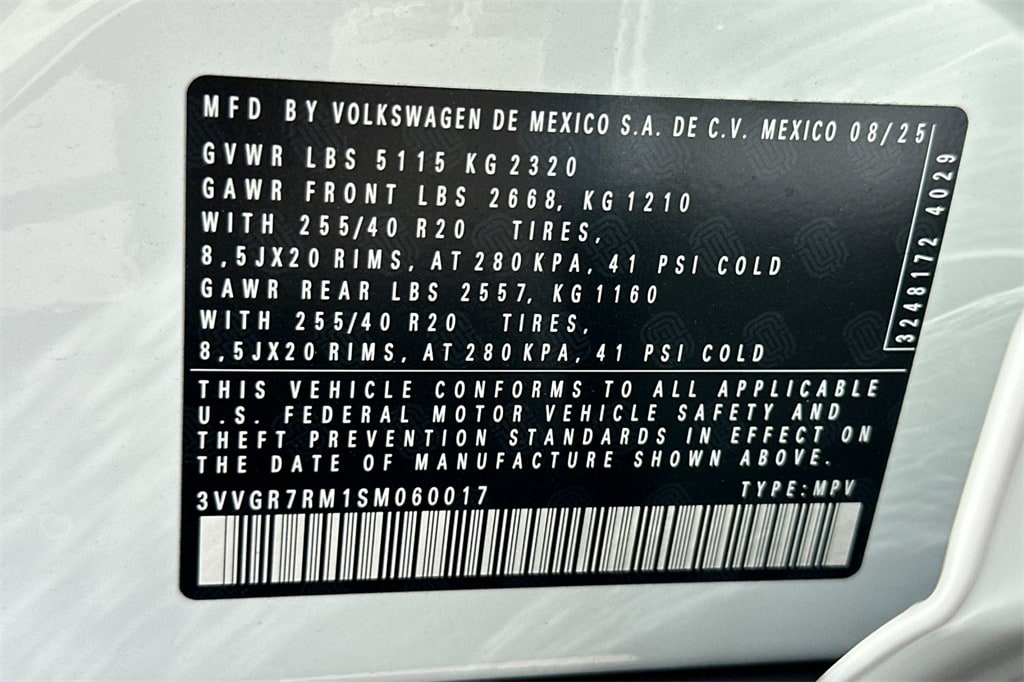 MFD BY VOLKSWAGEN DE MEXICO S.A. DE C.V. MEXICO 08/25
GVWR LBS 5115 KG 2320
GAWR FRONT LBS 2668, KG 1210
WITH 255/40 R20 TIRES,
8,5JX20 RIMS, AT 280 KPA, 41 PSI COLD
GAWR REAR LBS 2557, KG 1160
WITH 255/40 R20 TIRES,
8,5JX20 RIMS, AT 280 KPA, 41 PSI COLD
3248172 4029
THIS VEHICLE CONFORMS TO ALL APPLICABLE
U.S. FEDERAL MOTOR VEHICLE SAFETY AND
THEFT PREVENTION STANDARDS IN EFFECT ON
THE DATE OF MANUFACTURE SHOWN ABOVE.
3VVGR7RM1SM060017 TYPE:MPV